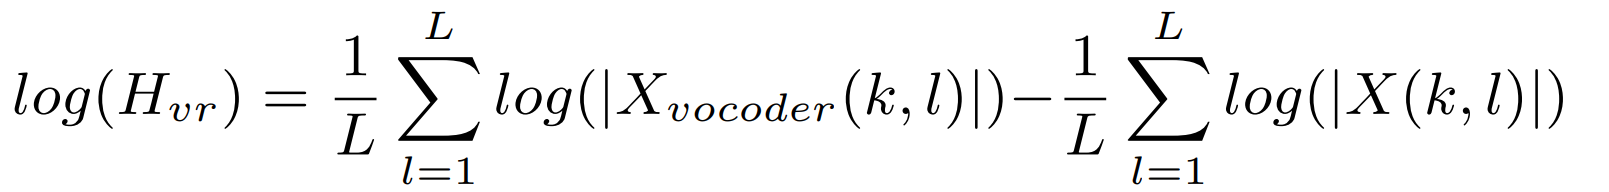 log(H_{vr}) = \frac{1}{L} \sum_{l=1}^{L} log(|X_{vocoder}(k, l)|) - \frac{1}{L} \sum_{l=1}^{L} log(|X(k, l)|)